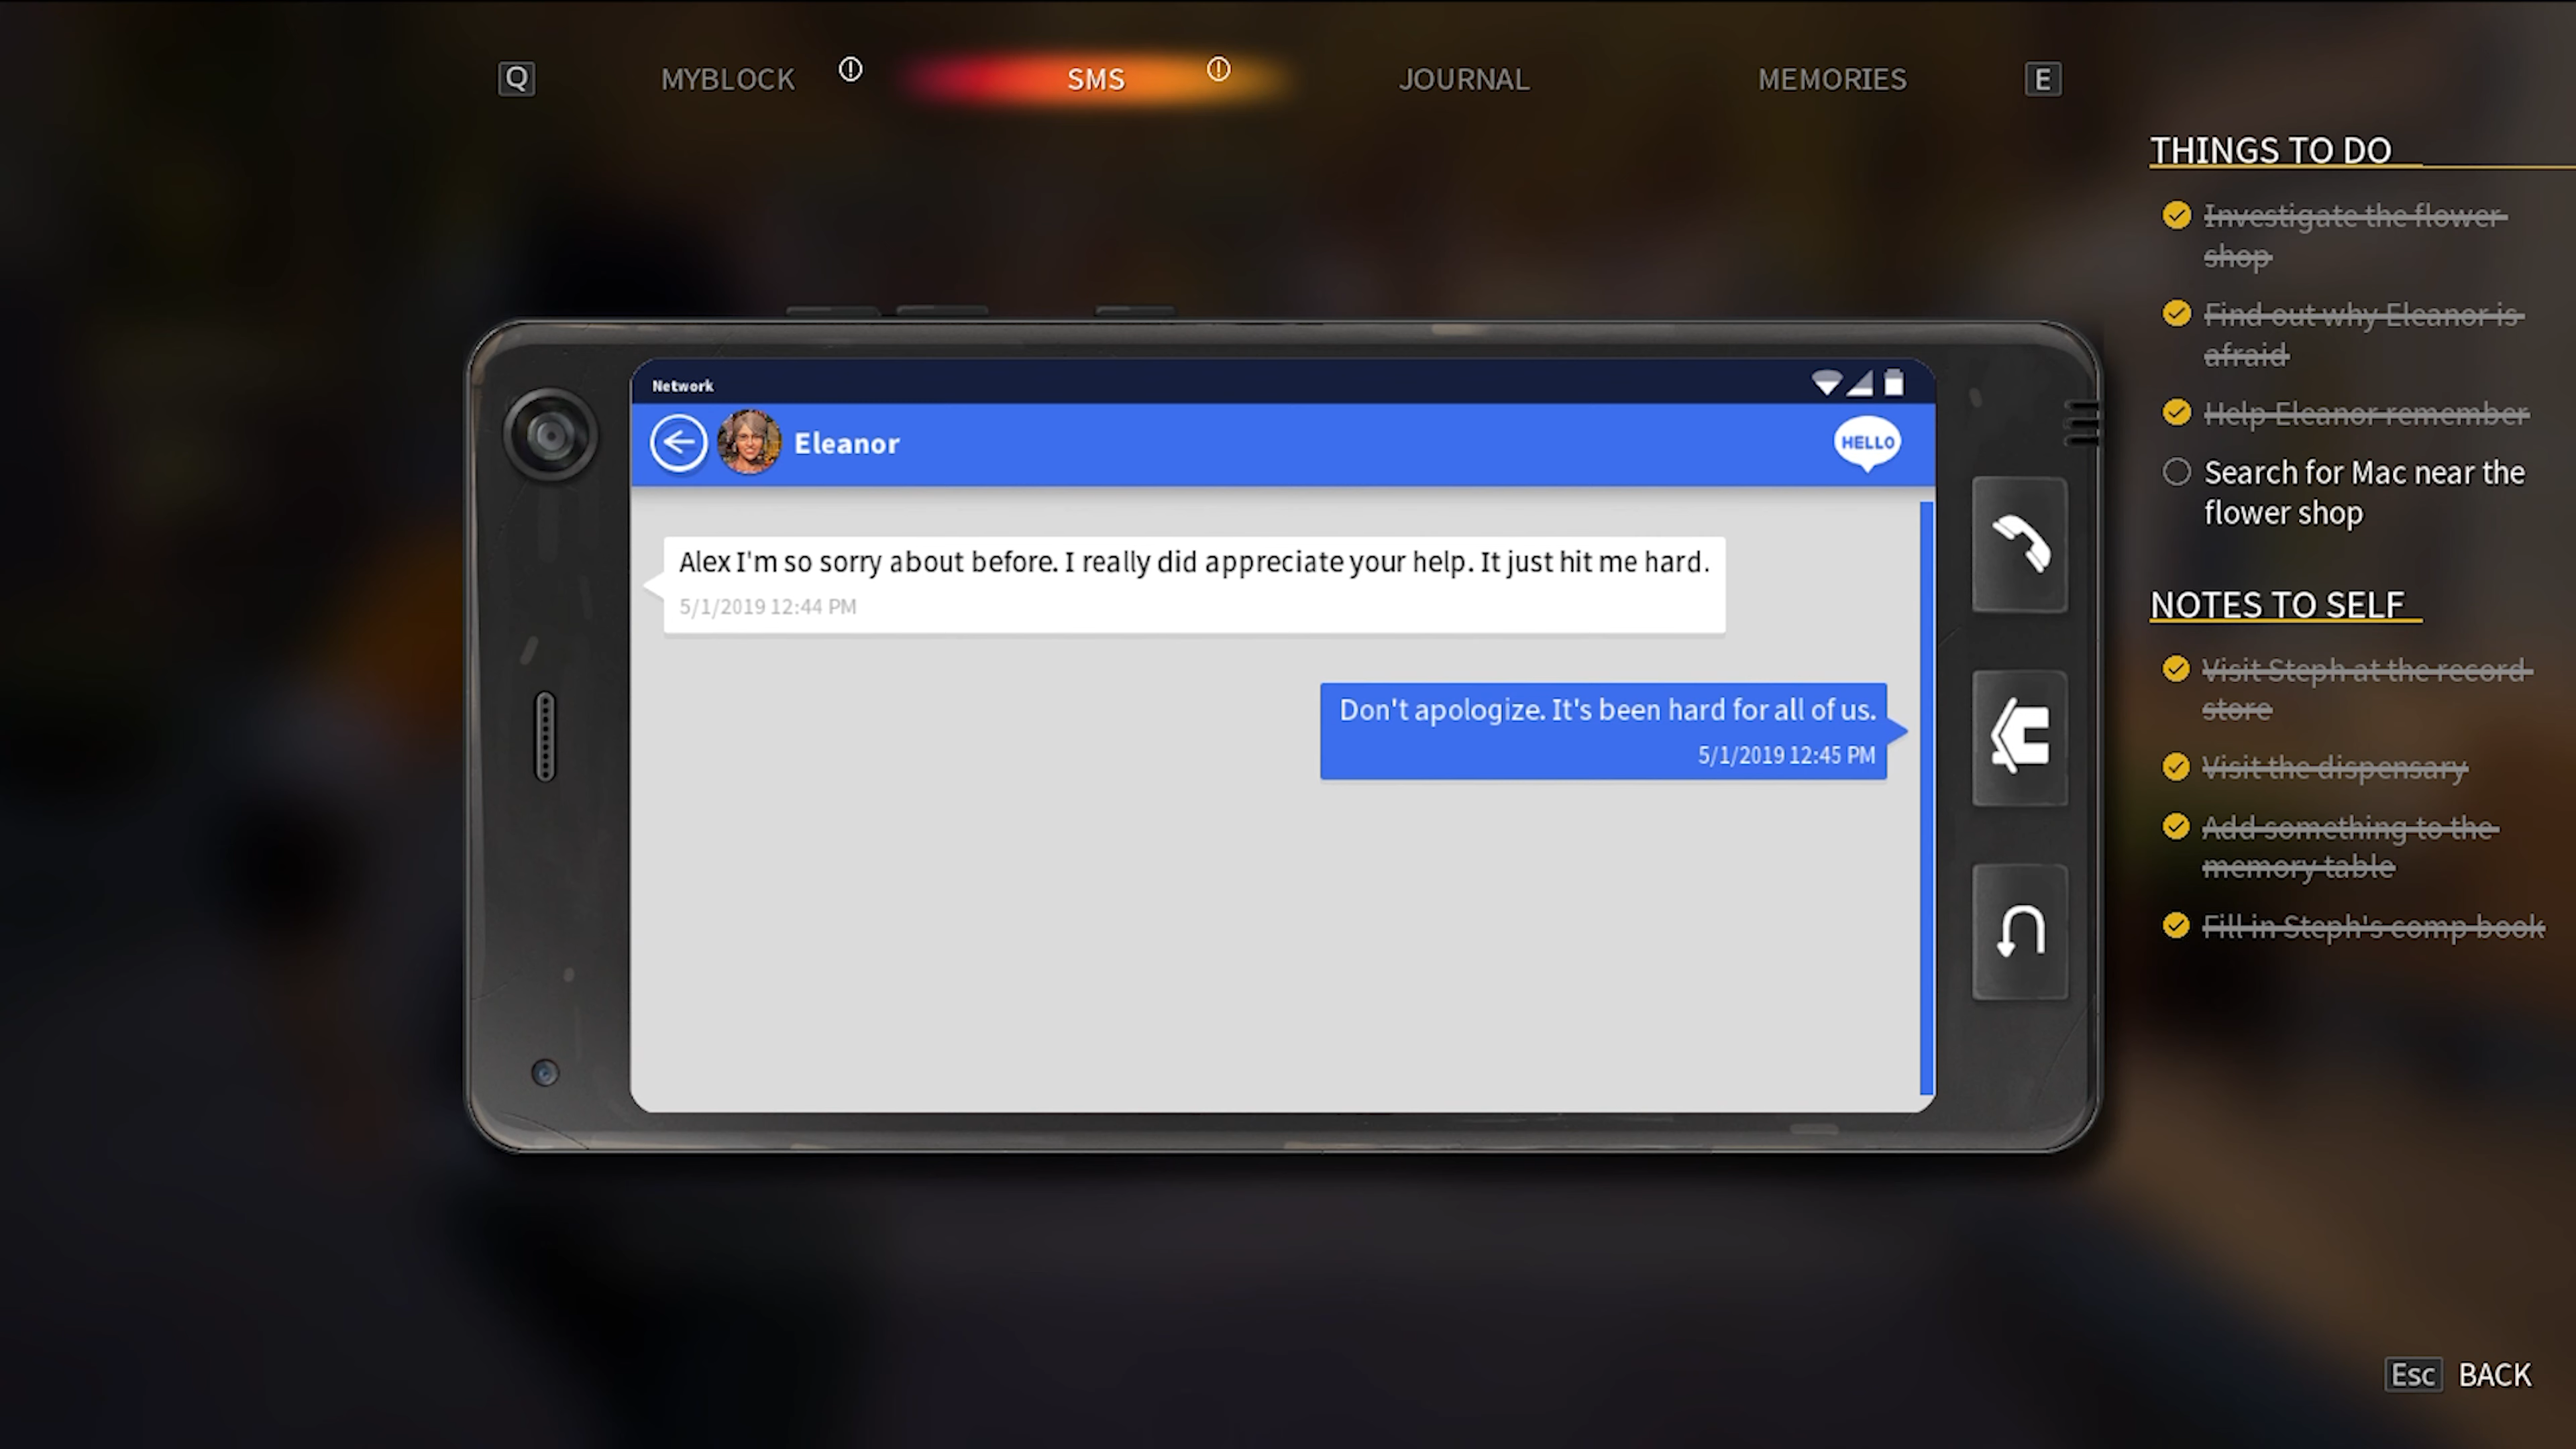 Q MYBLOCK SMS JOURNAL MEMORIES E
THINGS TO DO
Investigate the flower
shop
Find out why Eleanor is
afraid
Help Eleanor remember
Search for Mac near the
flower shop
NOTES TO SELF
Visit Steph at the record
store
Visit the dispensary
Add something to the
memory table
Fill in Steph's comp book
Network
Eleanor
HELLO
Alex I'm so sorry about before. I really did appreciate your help. It just hit me hard.
5/1/2019 12:44 PM
Don't apologize. It's been hard for all of us.
5/1/2019 12:45 PM
Esc BACK